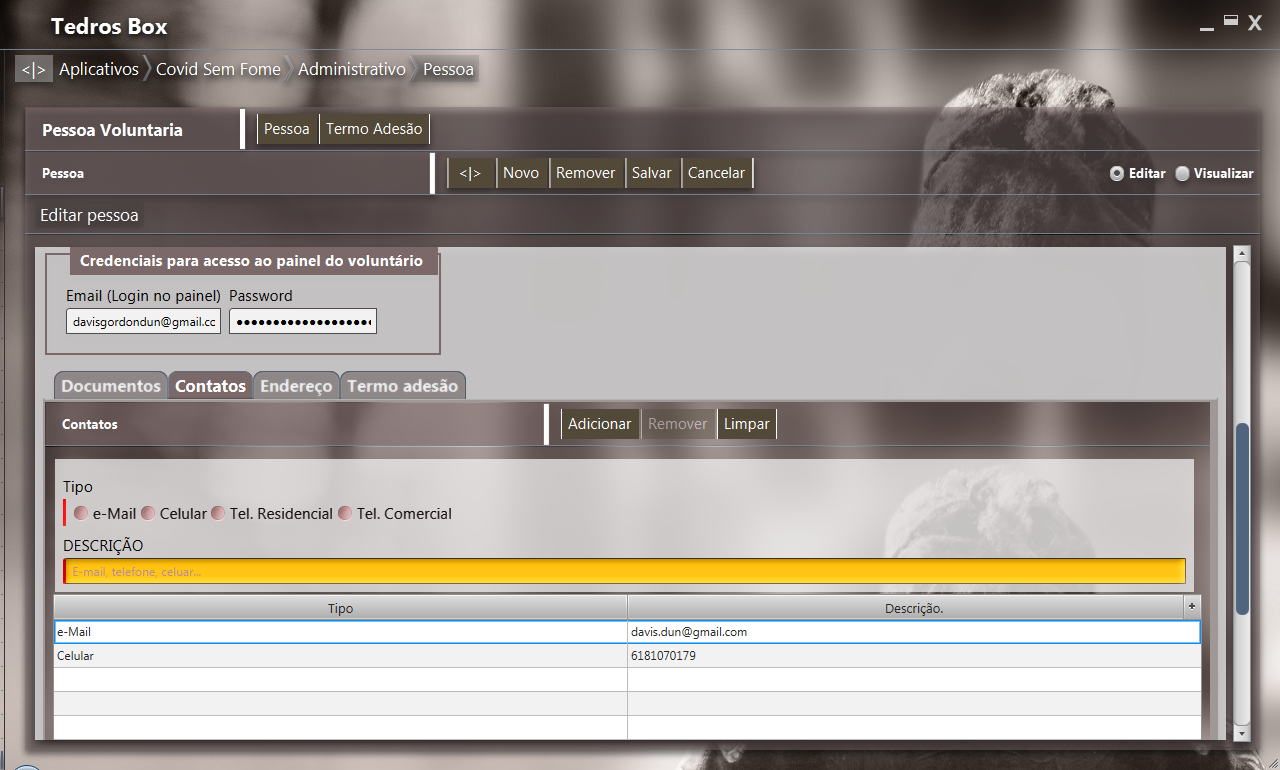 Tedros Box
<|> Aplicativos Covid Sem Fome Administrativo Pessoa
Pessoa Voluntaria Pessoa Termo Adesão
Pessoa <|> Novo Remover Salvar Cancelar Editar Visualizar
Editar pessoa
Credenciais para acesso ao painel do voluntário
Email (Login no painel) Password
davisgordondun@gmail.cc
Documentos Contatos Endereço Termo adesão
Contatos Adicionar Remover Limpar
Tipo
e-Mail Celular Tel. Residencial Tel. Comercial
DESCRIÇÃO
E-mail, telefone, celuar...
Tipo Descrição. +
e-Mail davis.dun@gmail.com
Celular 6181070179